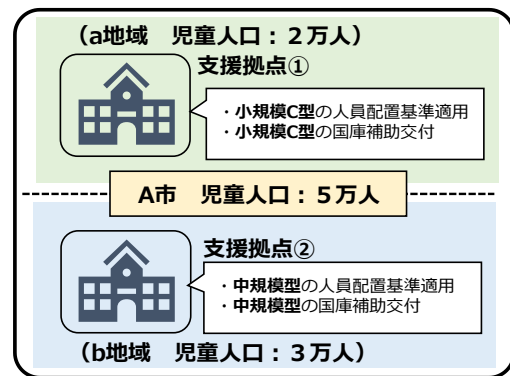 （a地域　児童人口：２万人）
支援拠点①
・小規模C型の人員配置基準適用
・小規模C型の国庫補助交付
A市　児童人口：５万人
支援拠点②
・中規模型の人員配置基準適用
・中規模型の国庫補助交付
（b地域　児童人口：３万人）